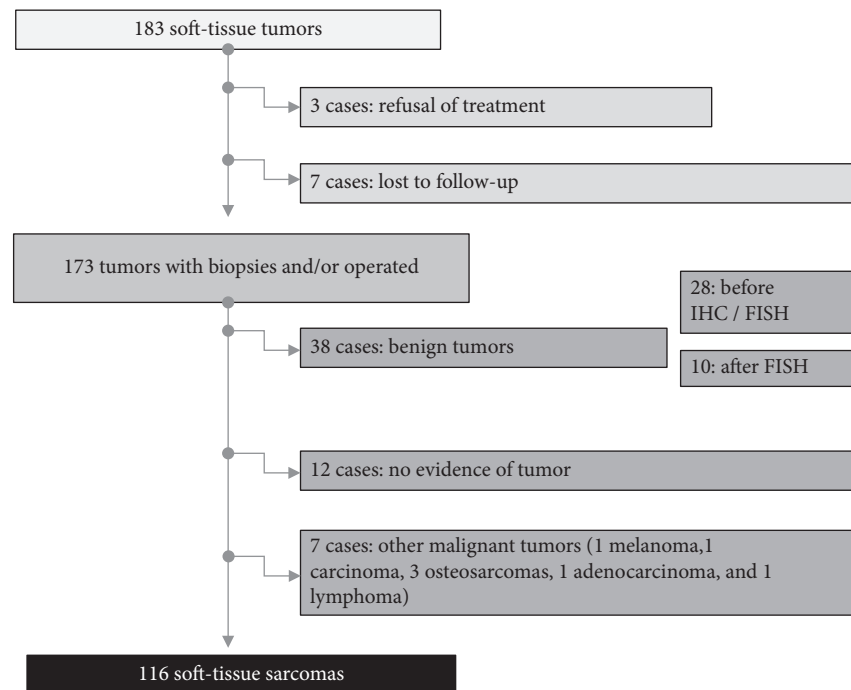 183 soft-tissue tumors
3 cases: refusal of treatment
7 cases: lost to follow-up
173 tumors with biopsies and/or operated
28: before
IHC / FISH
38 cases: benign tumors
10: after FISH
12 cases: no evidence of tumor
7 cases: other malignant tumors (1 melanoma,1
carcinoma, 3 osteosarcomas, 1 adenocarcinoma, and 1
lymphoma)
116 soft-tissue sarcomas